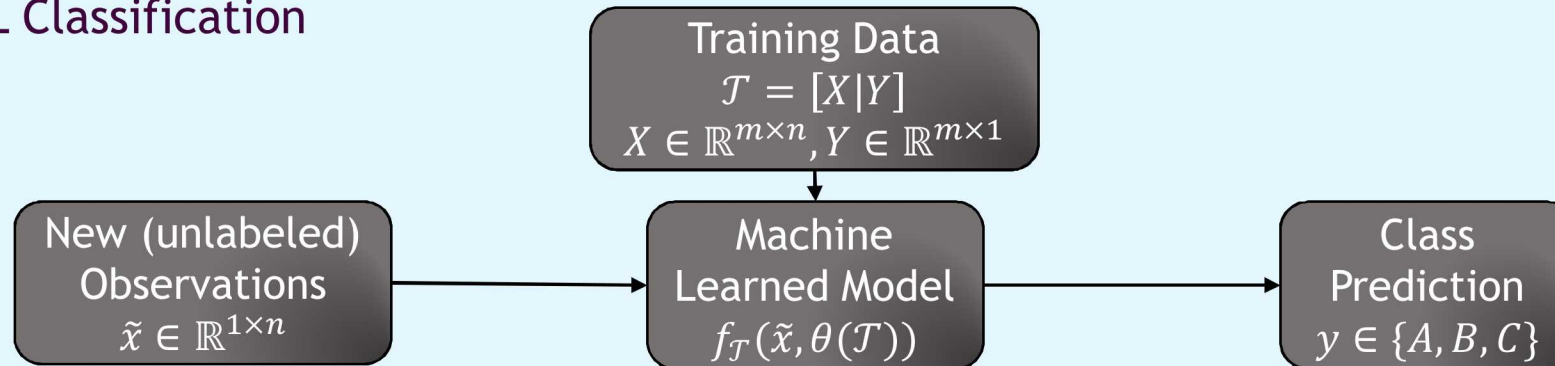 Classification
Training Data
𝒯 = [X|Y]
X ∈ ℝ^{m×n}, Y ∈ ℝ^{m×1}
New (unlabeled)
Observations
x̃ ∈ ℝ^{1×n}
Machine
Learned Model
f_𝒯(x̃, θ(𝒯))
Class
Prediction
y ∈ {A, B, C}